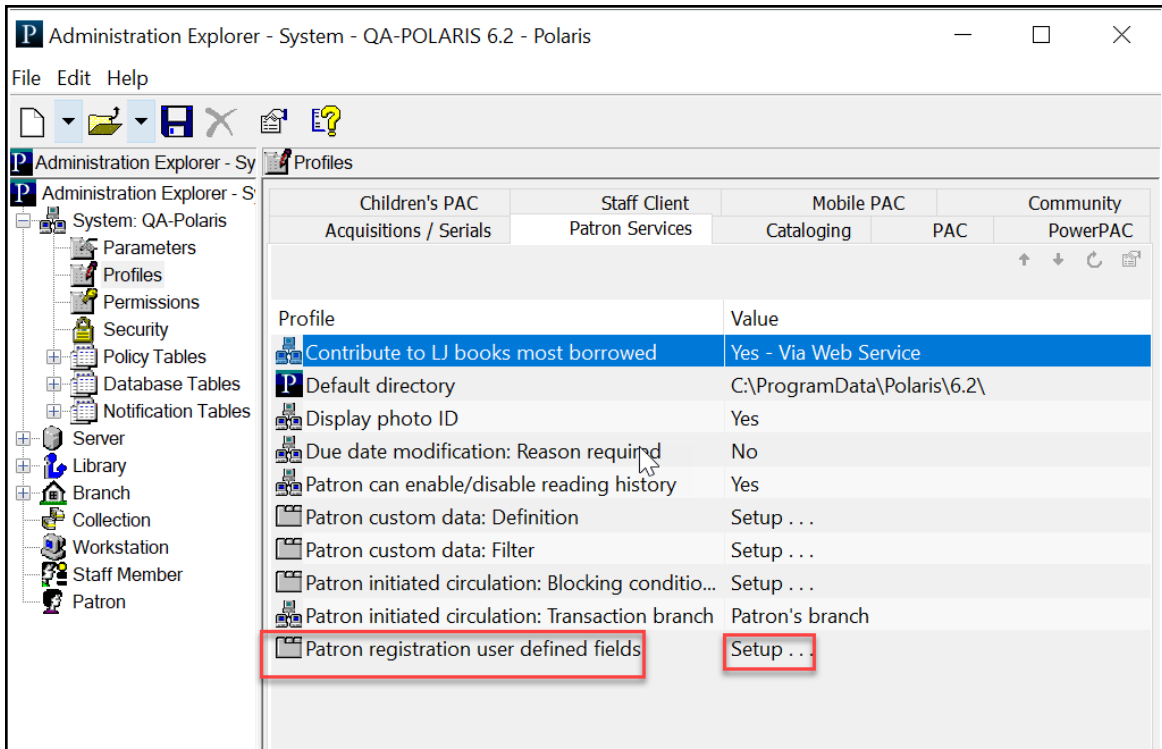 Administration Explorer - System - QA-POLARIS 6.2 - Polaris
File Edit Help
Administration Explorer - Sy
Profiles
Administration Explorer - S
System: QA-Polaris
Parameters
Profiles
Permissions
Security
Policy Tables
Database Tables
Notification Tables
Server
Library
Branch
Collection
Workstation
Staff Member
Patron
Children's PAC Staff Client Mobile PAC Community
Acquisitions / Serials Patron Services Cataloging PAC PowerPAC
Profile Value
Contribute to LJ books most borrowed Yes - Via Web Service
Default directory C:\ProgramData\Polaris\6.2\
Display photo ID Yes
Due date modification: Reason required No
Patron can enable/disable reading history Yes
Patron custom data: Definition Setup . . .
Patron custom data: Filter Setup . . .
Patron initiated circulation: Blocking conditio... Setup . . .
Patron initiated circulation: Transaction branch Patron's branch
Patron registration user defined fields Setup . . .